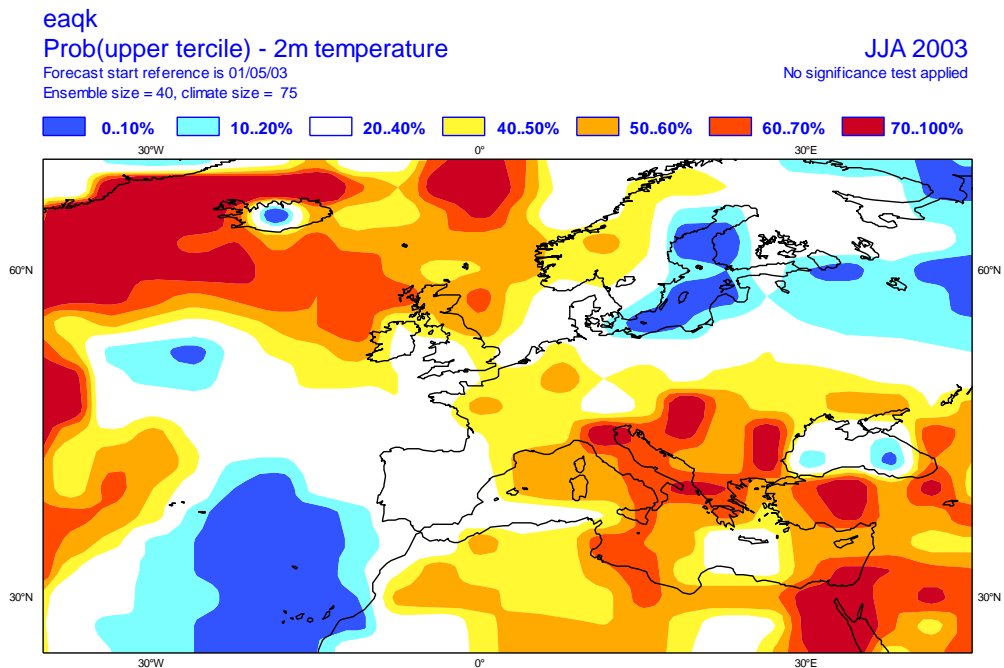 eaqk
Prob(upper tercile) - 2m temperature
JJA 2003
Forecast start reference is 01/05/03
No significance test applied
Ensemble size = 40, climate size = 75
0..10% 10..20% 20..40% 40..50% 50..60% 60..70% 70..100%
30°W 0° 30°E
60°N 60°N
30°N 30°N
30°W 0° 30°E